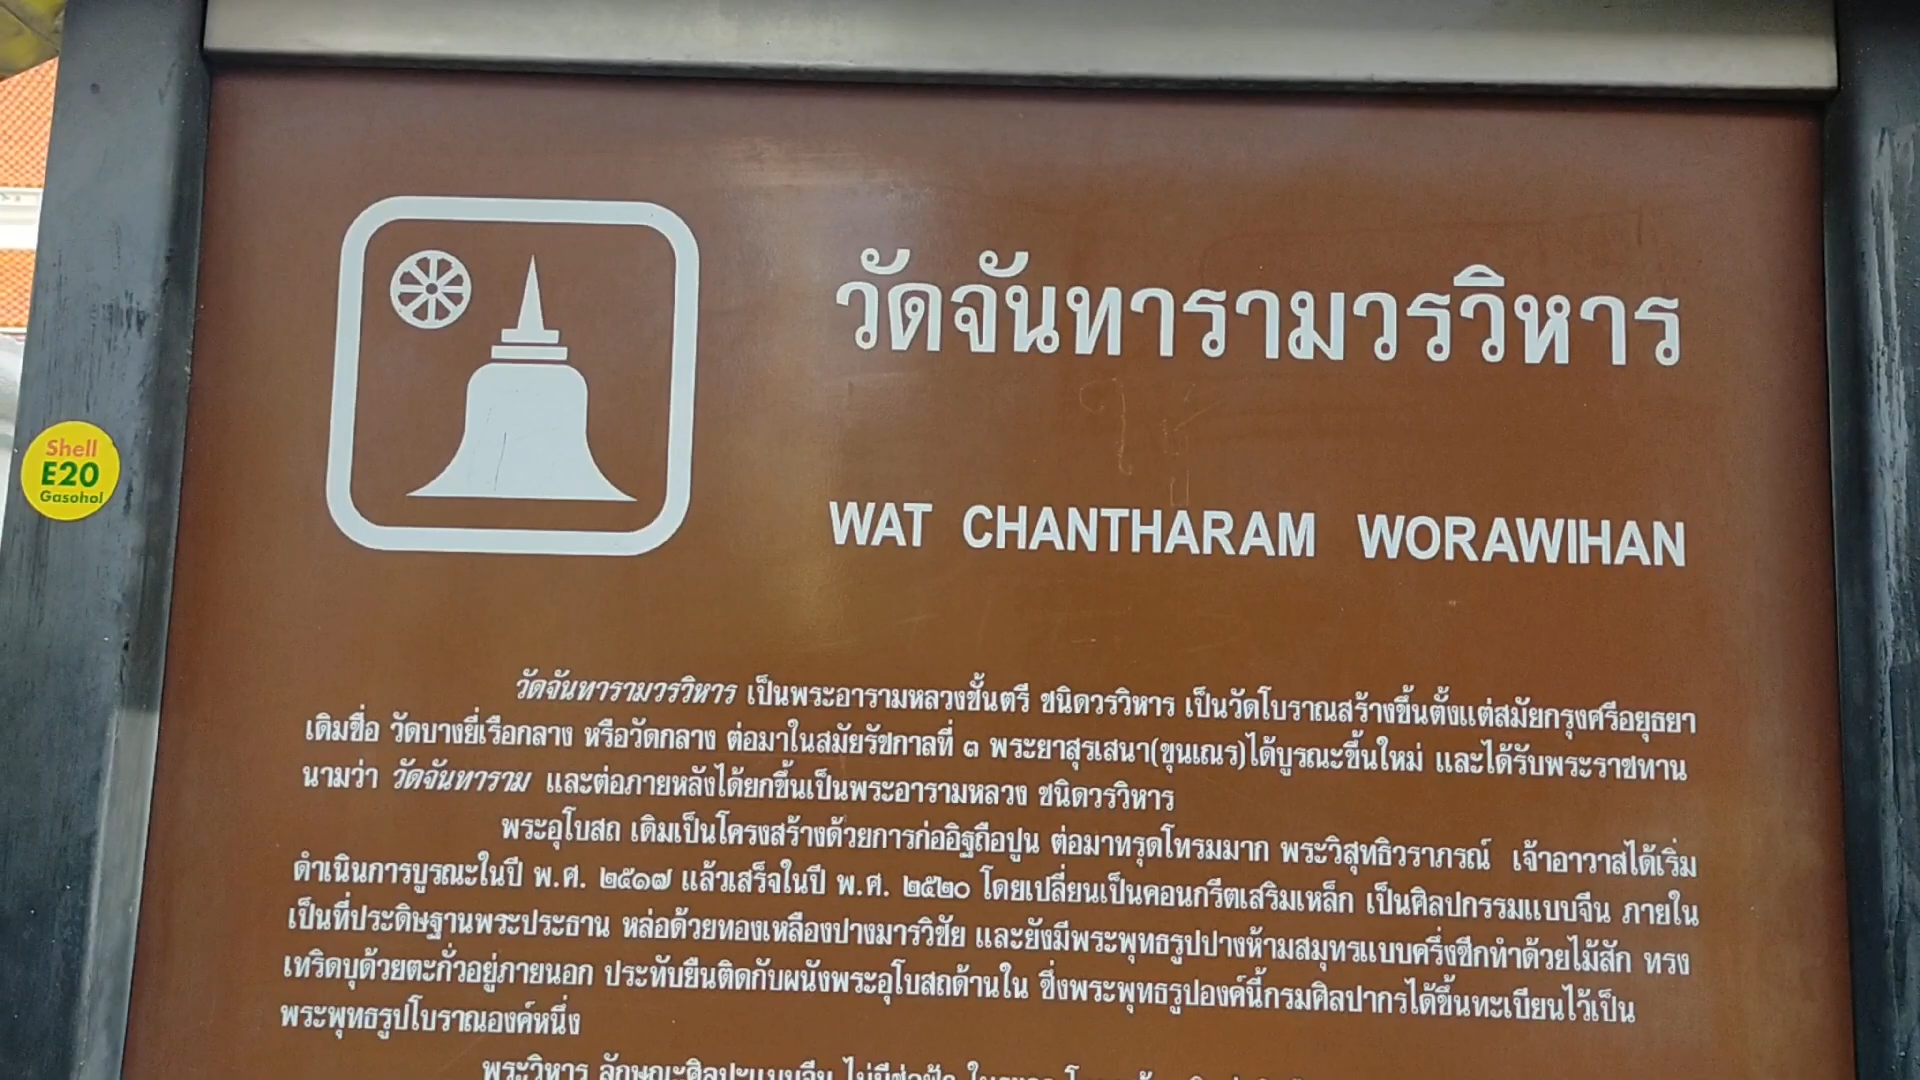 วัดจันทารามวรวิหาร
WAT CHANTHARAM WORAWIHAN
Shell
E20
Gasohol
วัดจันทารามวรวิหาร เป็นพระอารามหลวงชั้นตรี ชนิดวรวิหาร เป็นวัดโบราณสร้างขึ้นตั้งแต่สมัยกรุงศรีอยุธยา
เดิมชื่อ วัดบางยี่เรือกลาง หรือวัดกลาง ต่อมาในสมัยรัชกาลที่ ๓ พระยาสุรเสนา(ขุนเณร)ได้บูรณะขึ้นใหม่ และได้รับพระราชทาน
นามว่า วัดจันทาราม และต่อภายหลังได้ยกขึ้นเป็นพระอารามหลวง ชนิดวรวิหาร
พระอุโบสถ เดิมเป็นโครงสร้างด้วยการก่ออิฐถือปูน ต่อมาทรุดโทรมมาก พระวิสุทธิวราภรณ์ เจ้าอาวาสได้เริ่ม
ดำเนินการบูรณะในปี พ.ศ. ๒๕๑๗ แล้วเสร็จในปี พ.ศ. ๒๕๒๐ โดยเปลี่ยนเป็นคอนกรีตเสริมเหล็ก เป็นศิลปกรรมแบบจีน ภายใน
เป็นที่ประดิษฐานพระประธาน หล่อด้วยทองเหลืองปางมารวิชัย และยังมีพระพุทธรูปปางห้ามสมุทรแบบครึ่งซีกทำด้วยไม้สัก ทรง
เทริดบุด้วยตะกั่วอยู่ภายนอก ประทับยืนติดกับผนังพระอุโบสถด้านใน ซึ่งพระพุทธรูปองค์นี้กรมศิลปากรได้ขึ้นทะเบียนไว้เป็น
พระพุทธรูปโบราณองค์หนึ่ง
พระวิหาร ลักษณะศิลปะแบบจีน ไม่มีช่อฟ้า